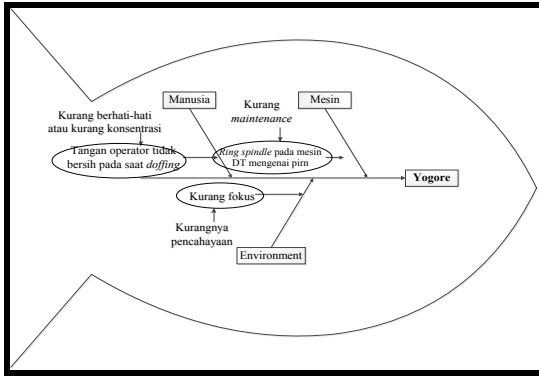 Manusia
Mesin
Kurang
maintenance
Kurang berhati-hati
atau kurang konsentrasi
Tangan operator tidak
bersih pada saat doffing
Ring spindle pada mesin
DT mengenai pirn
Yogore
Kurang fokus
Kurangnya
pencahayaan
Environment